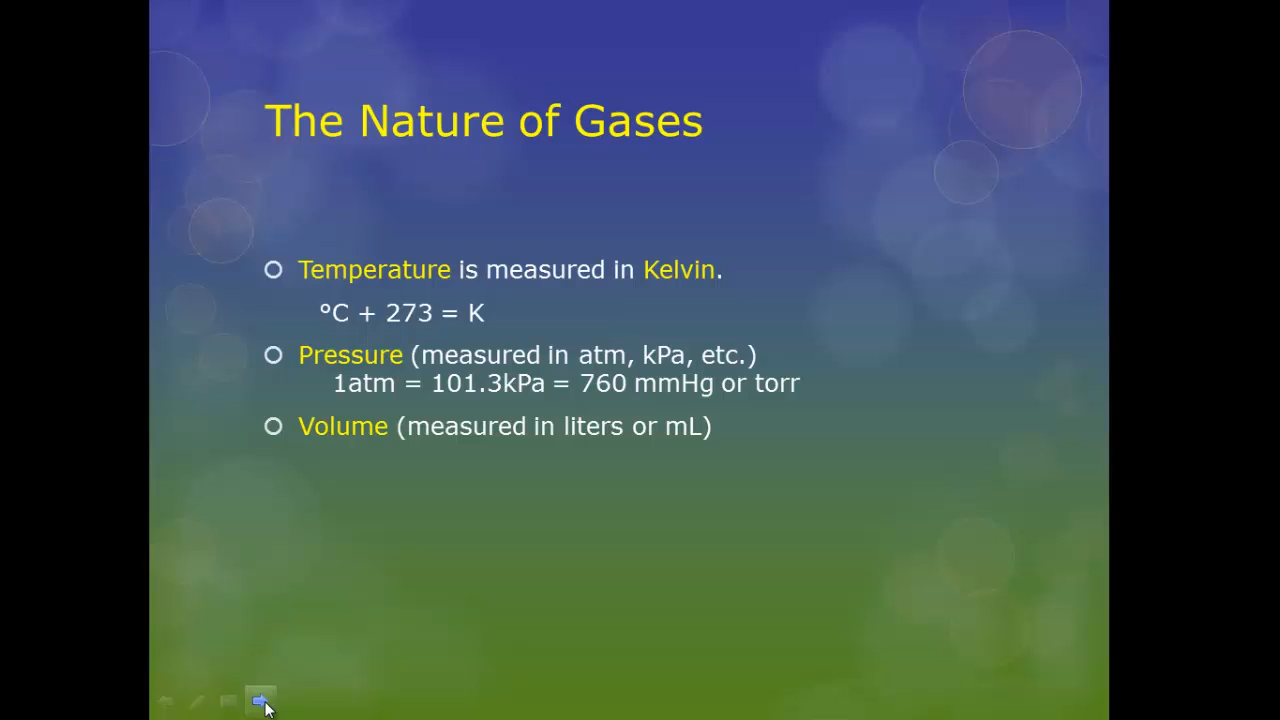 The Nature of Gases
Temperature is measured in Kelvin.
°C + 273 = K
Pressure (measured in atm, kPa, etc.)
1atm = 101.3kPa = 760 mmHg or torr
Volume (measured in liters or mL)